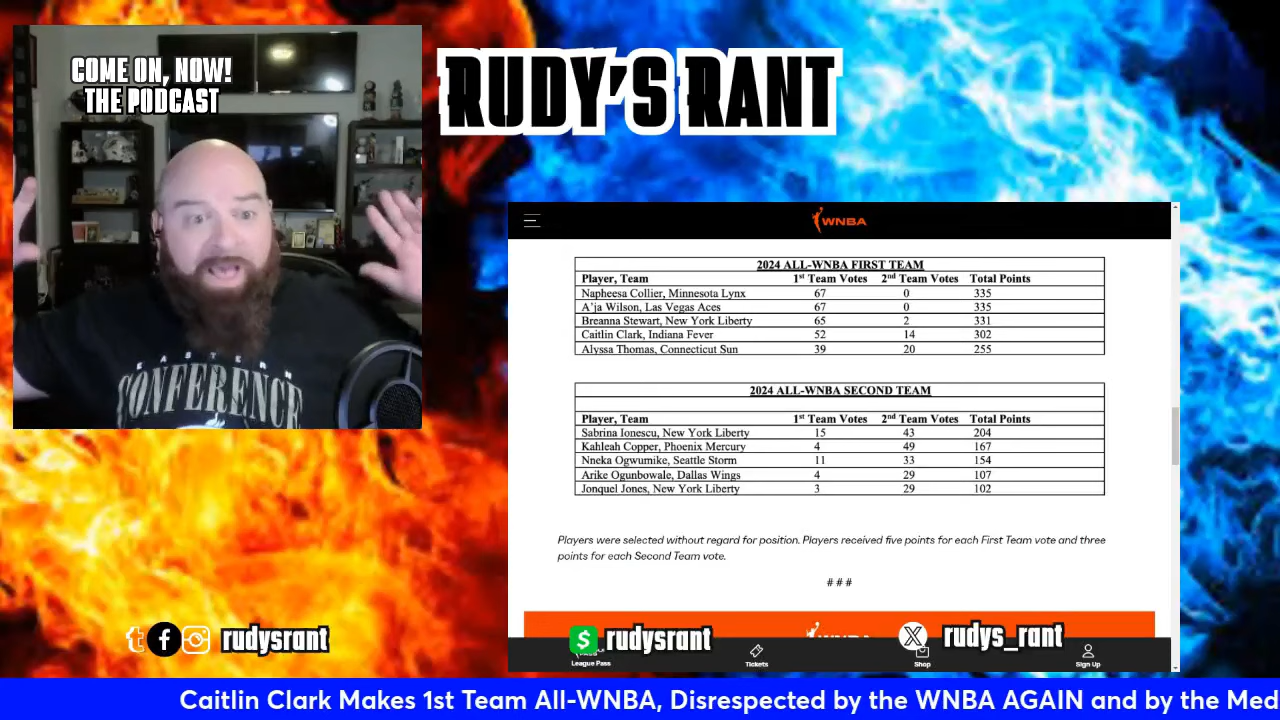 COME ON, NOW!
THE PODCAST
RUDY'S RANT
EASTERN
CONFERENCE
WNBA
2024 ALL-WNBA FIRST TEAM
Player, Team 1st Team Votes 2nd Team Votes Total Points
Napheesa Collier, Minnesota Lynx 67 0 335
A'ja Wilson, Las Vegas Aces 67 0 335
Breanna Stewart, New York Liberty 65 2 331
Caitlin Clark, Indiana Fever 52 14 302
Alyssa Thomas, Connecticut Sun 39 20 255
2024 ALL-WNBA SECOND TEAM
Player, Team 1st Team Votes 2nd Team Votes Total Points
Sabrina Ionescu, New York Liberty 15 43 204
Kahleah Copper, Phoenix Mercury 4 49 167
Nneka Ogwumike, Seattle Storm 11 33 154
Arike Ogunbowale, Dallas Wings 4 29 107
Jonquel Jones, New York Liberty 3 29 102
Players were selected without regard for position. Players received five points for each First Team vote and three
points for each Second Team vote.
# # #
rudysrant
rudysrant
rudys_rant
League Pass Tickets Shop Sign Up
Caitlin Clark Makes 1st Team All-WNBA, Disrespected by the WNBA AGAIN and by the Med